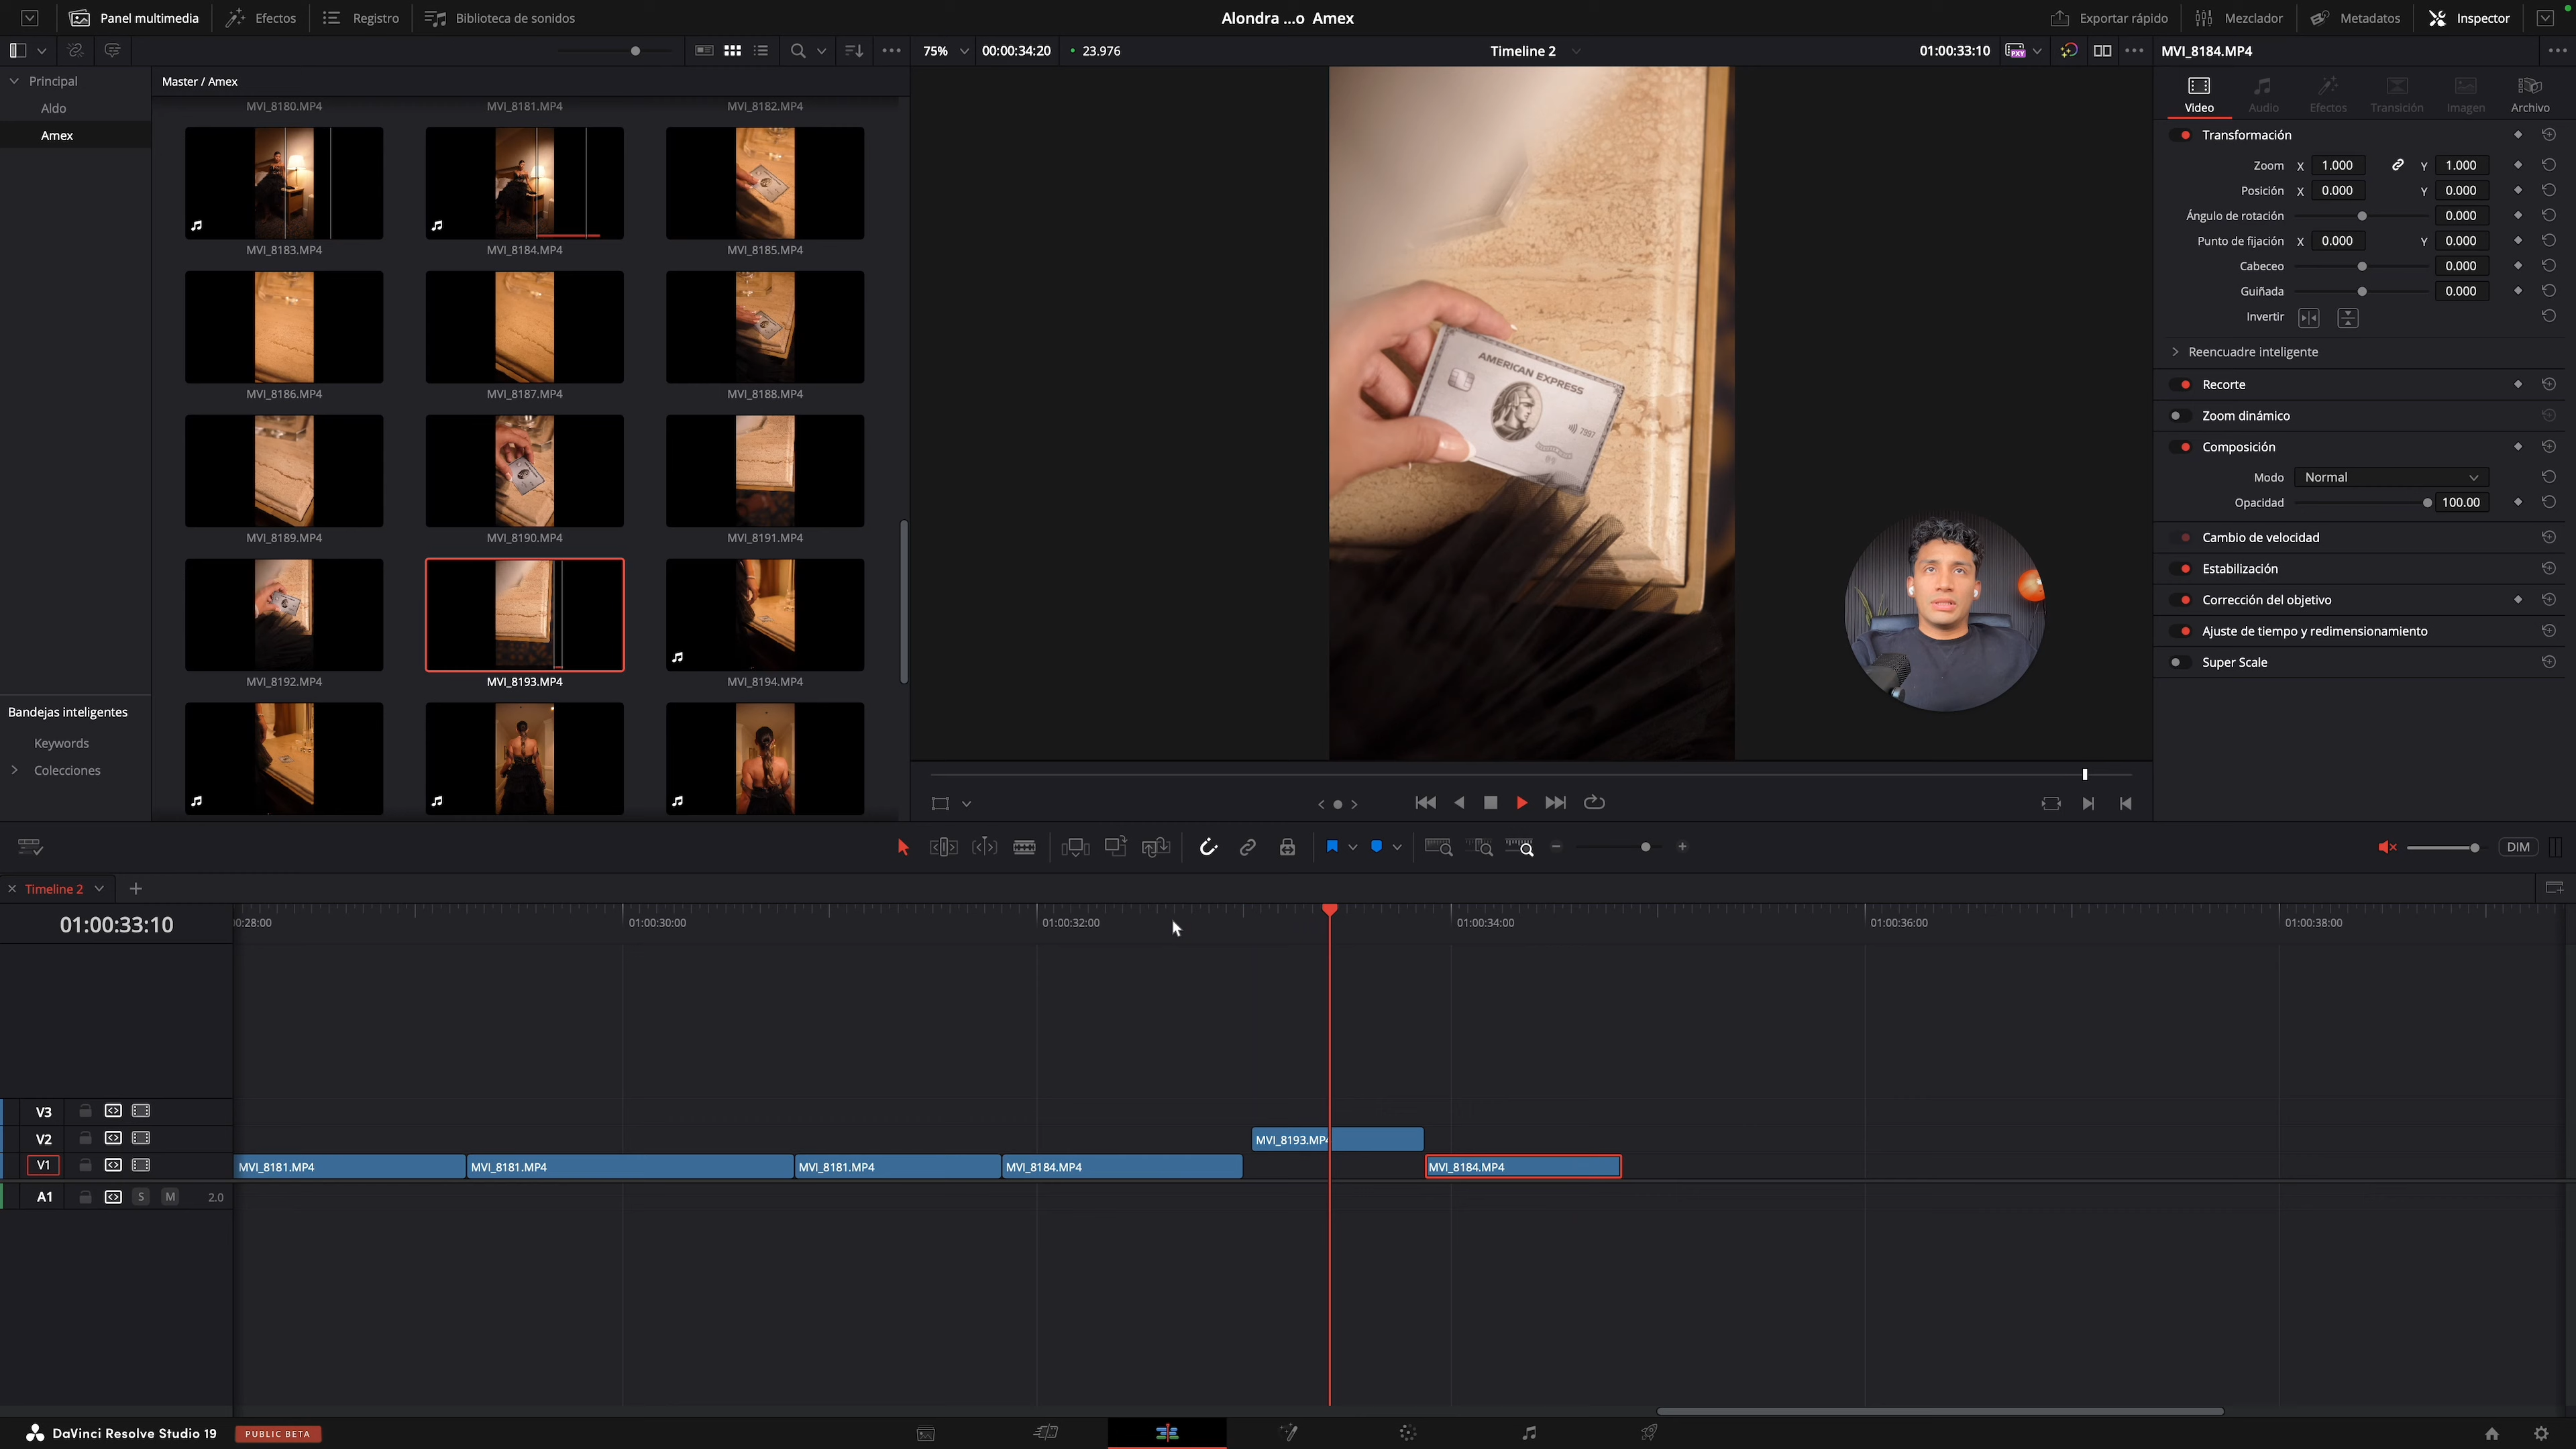 Panel multimedia
Efectos
Registro
Biblioteca de sonidos
Alondra ...o Amex
Exportar rápido
Mezclador
Metadatos
Inspector
75%
00:00:34:20
23.976
Timeline 2
01:00:33:10
MVI_8184.MP4
Principal
Aldo
Amex
Master / Amex
MVI_8180.MP4
MVI_8181.MP4
MVI_8182.MP4
MVI_8183.MP4
MVI_8184.MP4
MVI_8185.MP4
MVI_8186.MP4
MVI_8187.MP4
MVI_8188.MP4
MVI_8189.MP4
MVI_8190.MP4
MVI_8191.MP4
MVI_8192.MP4
MVI_8193.MP4
MVI_8194.MP4
Bandejas inteligentes
Keywords
Colecciones
AMERICAN EXPRESS
7997
Video
Audio
Efectos
Transición
Imagen
Archivo
Transformación
Zoom X 1.000 Y 1.000
Posición X 0.000 Y 0.000
Ángulo de rotación 0.000
Punto de fijación X 0.000 Y 0.000
Cabeceo 0.000
Guiñada 0.000
Invertir
Reencuadre inteligente
Recorte
Zoom dinámico
Composición
Modo Normal
Opacidad 100.00
Cambio de velocidad
Estabilización
Corrección del objetivo
Ajuste de tiempo y redimensionamiento
Super Scale
DIM
Timeline 2
01:00:33:10
00:28:00
01:00:30:00
01:00:32:00
01:00:34:00
01:00:36:00
01:00:38:00
V3
V2
MVI_8193.MP4
V1
MVI_8181.MP4
MVI_8181.MP4
MVI_8181.MP4
MVI_8184.MP4
MVI_8184.MP4
A1 S M 2.0
DaVinci Resolve Studio 19
PUBLIC BETA